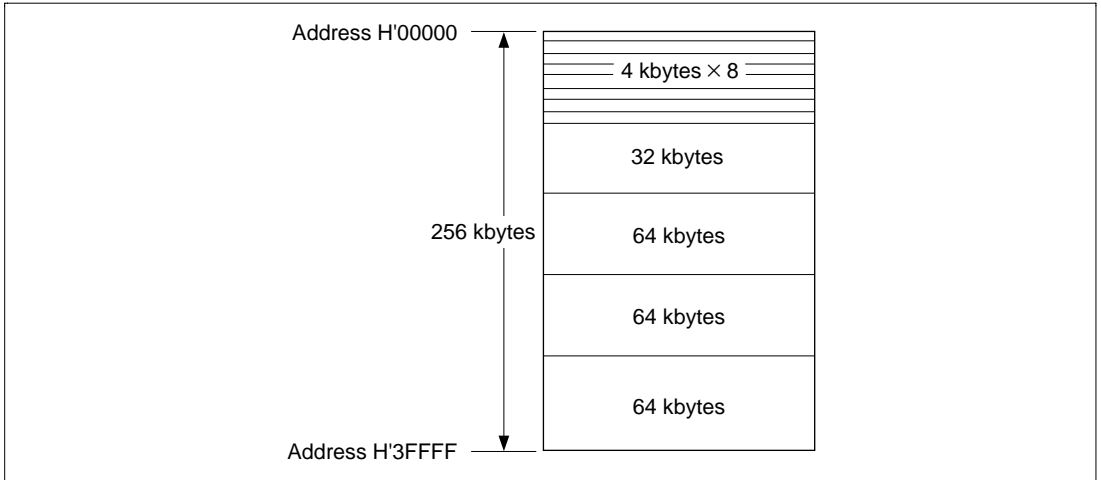 Address H'00000
4 kbytes × 8
32 kbytes
256 kbytes
64 kbytes
64 kbytes
64 kbytes
Address H'3FFFF